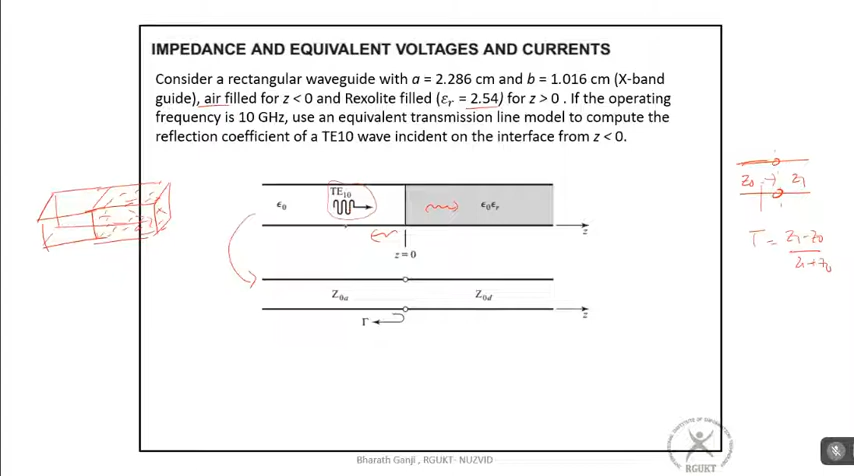 IMPEDANCE AND EQUIVALENT VOLTAGES AND CURRENTS
Consider a rectangular waveguide with a = 2.286 cm and b = 1.016 cm (X-band
guide), air filled for z < 0 and Rexolite filled (εr = 2.54) for z > 0 . If the operating
frequency is 10 GHz, use an equivalent transmission line model to compute the
reflection coefficient of a TE10 wave incident on the interface from z < 0.
TE10
ϵ0
ϵ0ϵr
z
z = 0
Z0a
Z0d
z
Γ
Z0 → Z1
Γ = Z1-Z0
Z1+Z0
Bharath Ganji , RGUKT- NUZVID
RGUKT